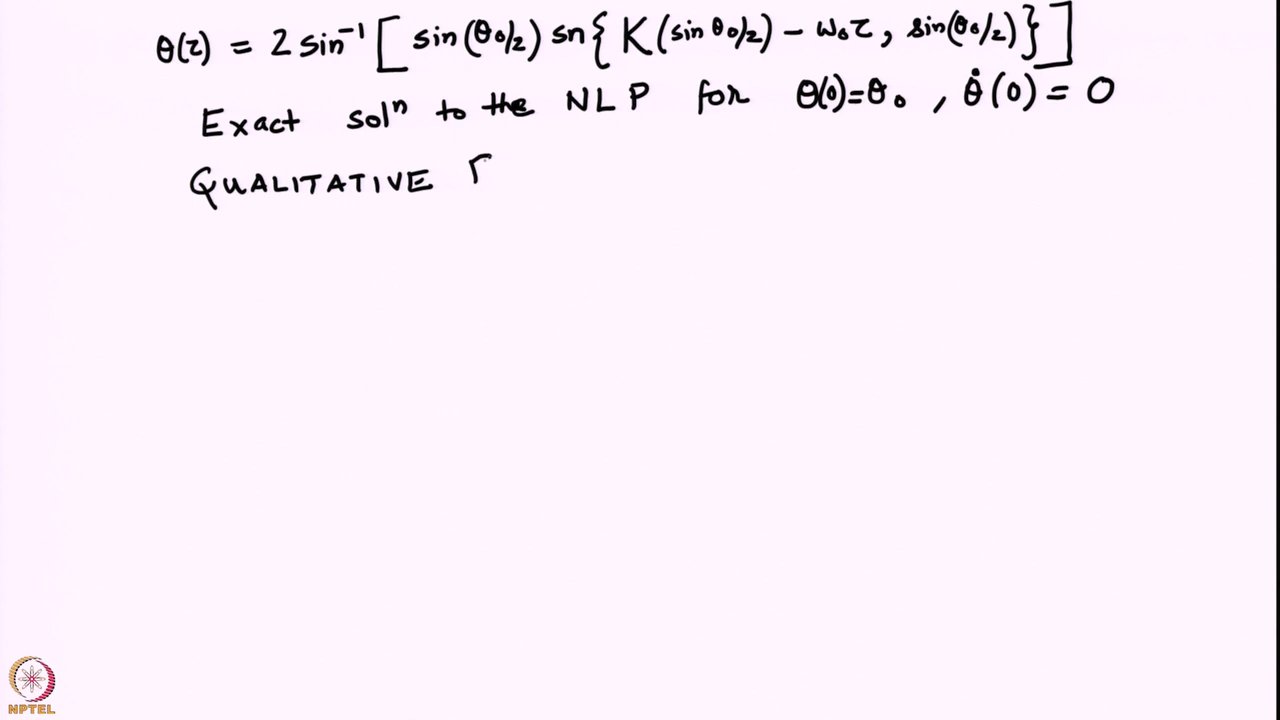 θ(τ) = 2 sin⁻¹ [ sin(θ₀/2) sn{ K(sin θ₀/2) − ω₀τ, sin(θ₀/2) } ]
Exact solⁿ to the NLP for θ(0)=θ₀, θ̇(0) = 0
QUALITATIVE
NPTEL